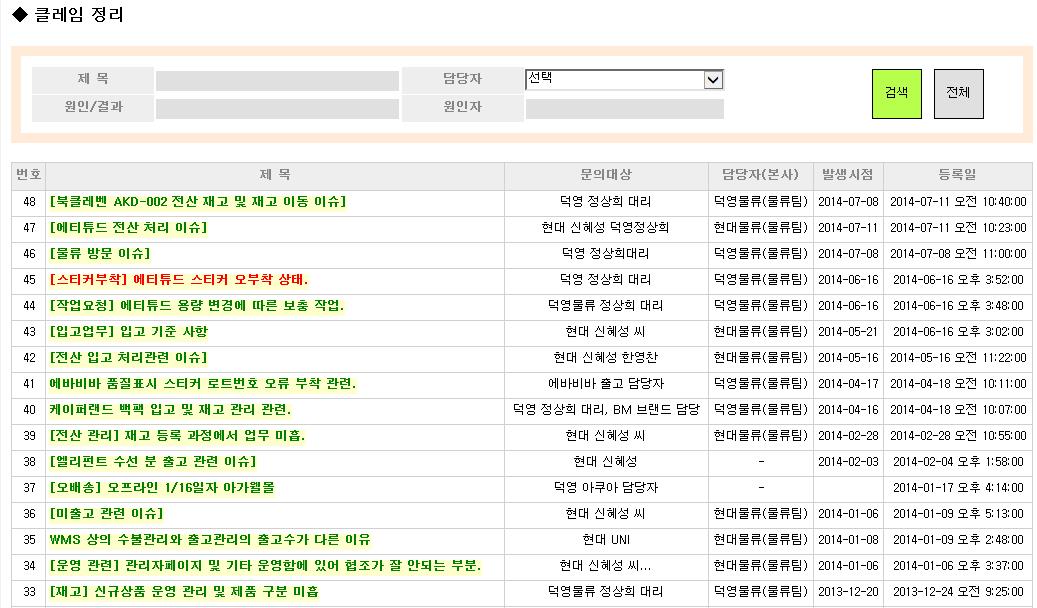 ◆ 클레임 정리
제 목 담당자 선택
검색 전체
원인/결과 원인자
번호 제 목 문의대상 담당자(본사) 발생시점 등록일
48 [북클레벤 AKD-002 전산 재고 및 재고 이동 이슈] 덕영 정상희 대리 덕영물류(물류팀) 2014-07-08 2014-07-11 오전 10:40:00
47 [에티튜드 전산 처리 이슈] 현대 신혜성 덕영정상희 현대물류(물류팀) 2014-07-11 2014-07-11 오전 10:23:00
46 [물류 방문 이슈] 덕영 정상희대리 덕영물류(물류팀) 2014-07-08 2014-07-08 오전 11:00:00
45 [스티커부착] 에티튜드 스티커 오부착 상태. 덕영 정상희 대리 덕영물류(물류팀) 2014-06-16 2014-06-16 오후 3:52:00
44 [작업요청] 에티튜드 용량 변경에 따른 보충 작업. 덕영물류 정상희 대리 덕영물류(물류팀) 2014-06-16 2014-06-16 오후 3:48:00
43 [입고업무] 입고 기준 사항 현대 신혜성 씨 현대물류(물류팀) 2014-05-21 2014-06-16 오후 3:02:00
42 [전산 입고 처리관련 이슈] 현대 신혜성 한영찬 현대물류(물류팀) 2014-05-16 2014-05-16 오전 11:22:00
41 에바비바 품질표시 스티커 로트번호 오류 부착 관련. 에바비바 출고 담당자 덕영물류(물류팀) 2014-04-17 2014-04-18 오전 10:11:00
40 케이퍼랜드 백팩 입고 및 재고 관리 관련. 덕영 정상희 대리, BM 브랜드 담당 덕영물류(물류팀) 2014-04-16 2014-04-18 오전 10:07:00
39 [전산 관리] 재고 등록 과정에서 업무 미흡. 현대 신혜성 씨 현대물류(물류팀) 2014-02-28 2014-02-28 오전 10:55:00
38 [엘리펀트 수선 분 출고 관련 이슈] 현대 신혜성 - 2014-02-03 2014-02-04 오후 1:58:00
37 [오배송] 오프라인 1/16일자 아가웰몰 덕영 아쿠아 담당자 - 2014-01-17 오후 4:14:00
36 [미출고 관련 이슈] 현대 신혜성 씨 현대물류(물류팀) 2014-01-06 2014-01-09 오후 5:13:00
35 WMS 상의 수불관리와 출고관리의 출고수가 다른 이유 현대 UNI 현대물류(물류팀) 2014-01-08 2014-01-09 오후 2:48:00
34 [운영 관련] 관리자페이지 및 기타 운영함에 있어 협조가 잘 안되는 부분. 현대 신혜성 씨... 현대물류(물류팀) 2014-01-06 2014-01-06 오후 3:37:00
33 [재고] 신규상품 운영 관리 및 제품 구분 미흡 덕영물류 정상희 대리 덕영물류(물류팀) 2013-12-20 2013-12-24 오전 9:25:00